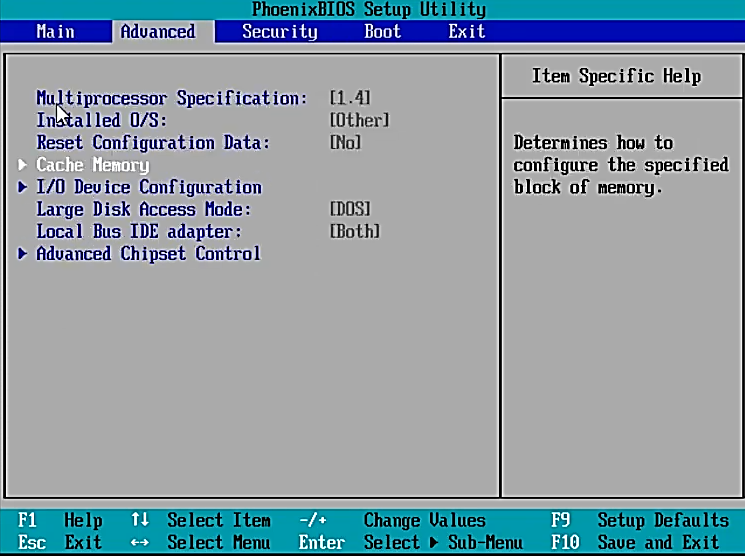 PhoenixBIOS Setup Utility
Main Advanced Security Boot Exit
Item Specific Help
Multiprocessor Specification: [1.4]
Installed O/S: [Other]
Reset Configuration Data: [No]
Cache Memory
I/O Device Configuration
Large Disk Access Mode: [DOS]
Local Bus IDE adapter: [Both]
Advanced Chipset Control
Determines how to
configure the specified
block of memory.
F1 Help ↑↓ Select Item -/+ Change Values F9 Setup Defaults
Esc Exit ↔ Select Menu Enter Select ▶ Sub-Menu F10 Save and Exit